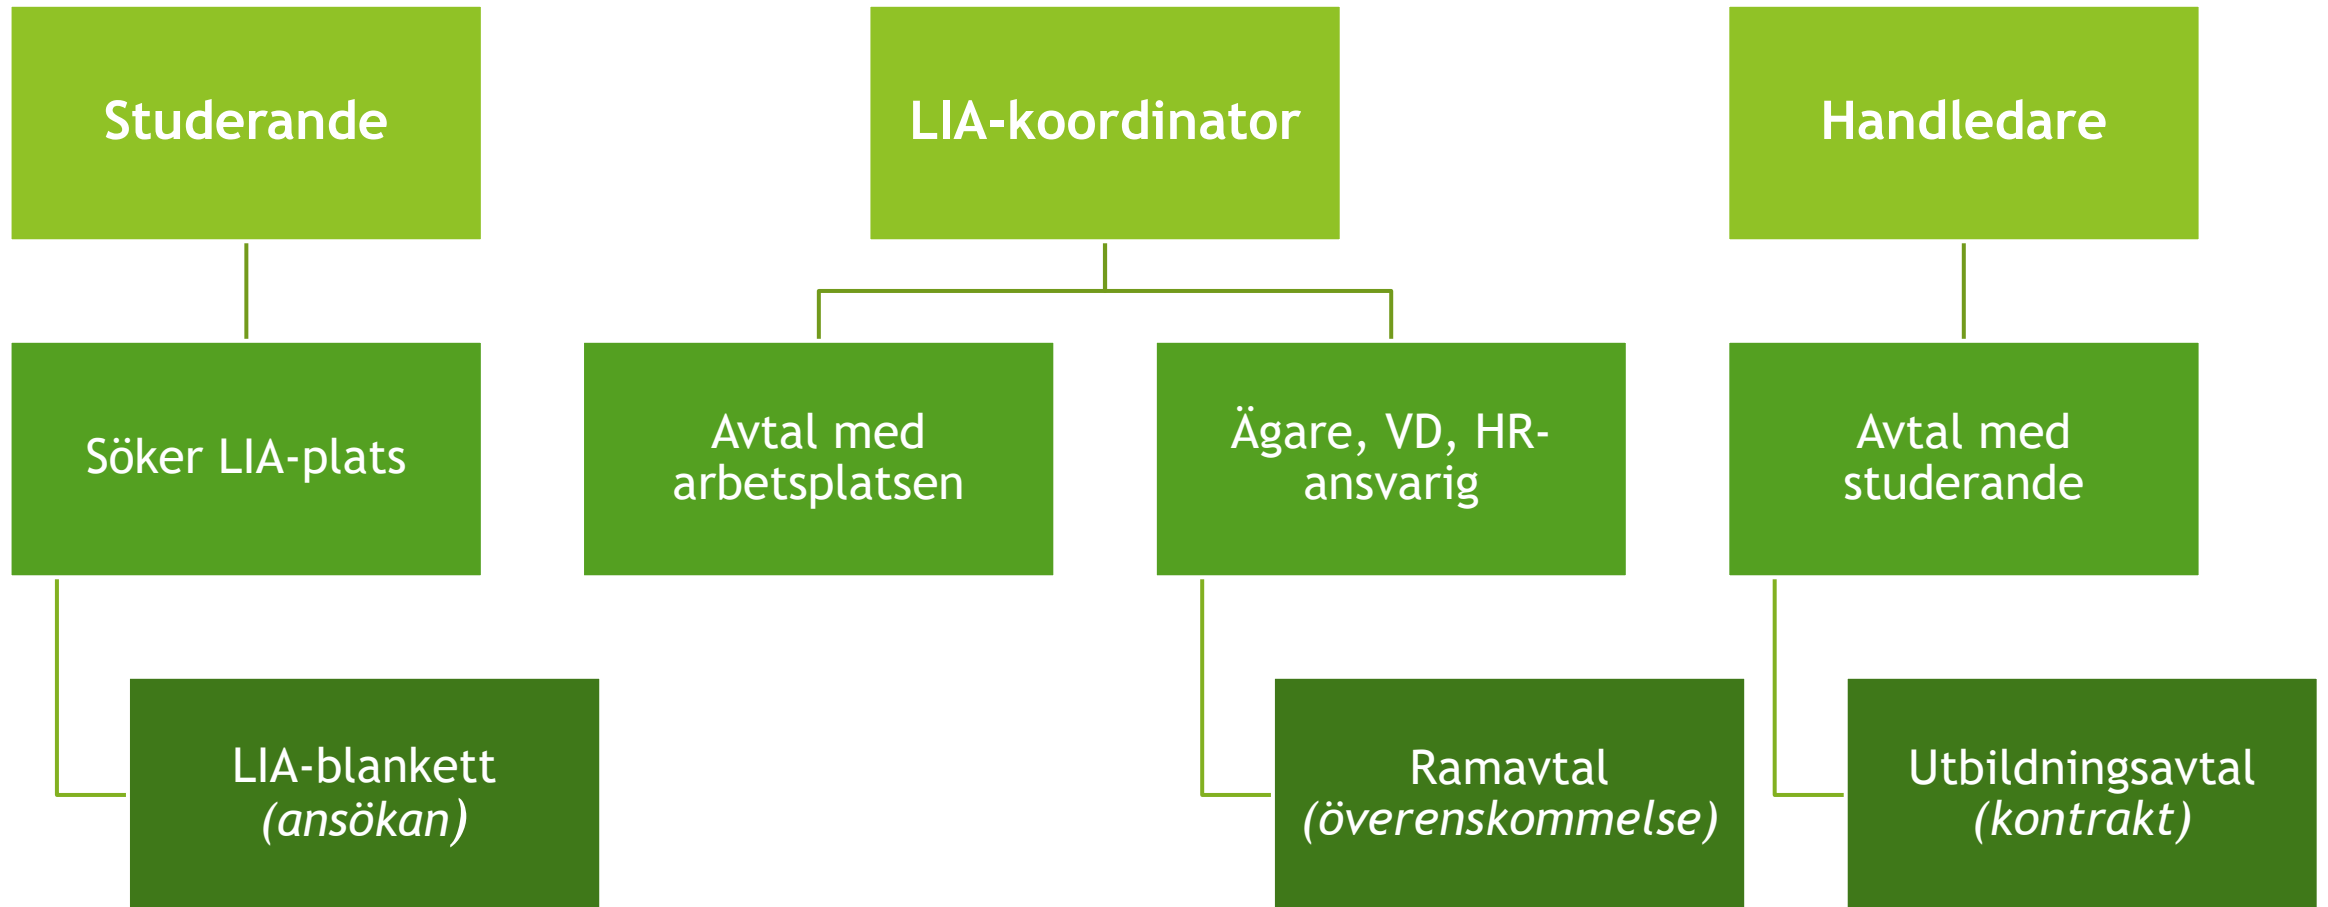 Studerande
LIA-koordinator
Handledare
Söker LIA-plats
Avtal med
arbetsplatsen
Ägare, VD, HR-
ansvarig
Avtal med
studerande
LIA-blankett
(ansökan)
Ramavtal
(överenskommelse)
Utbildningsavtal
(kontrakt)